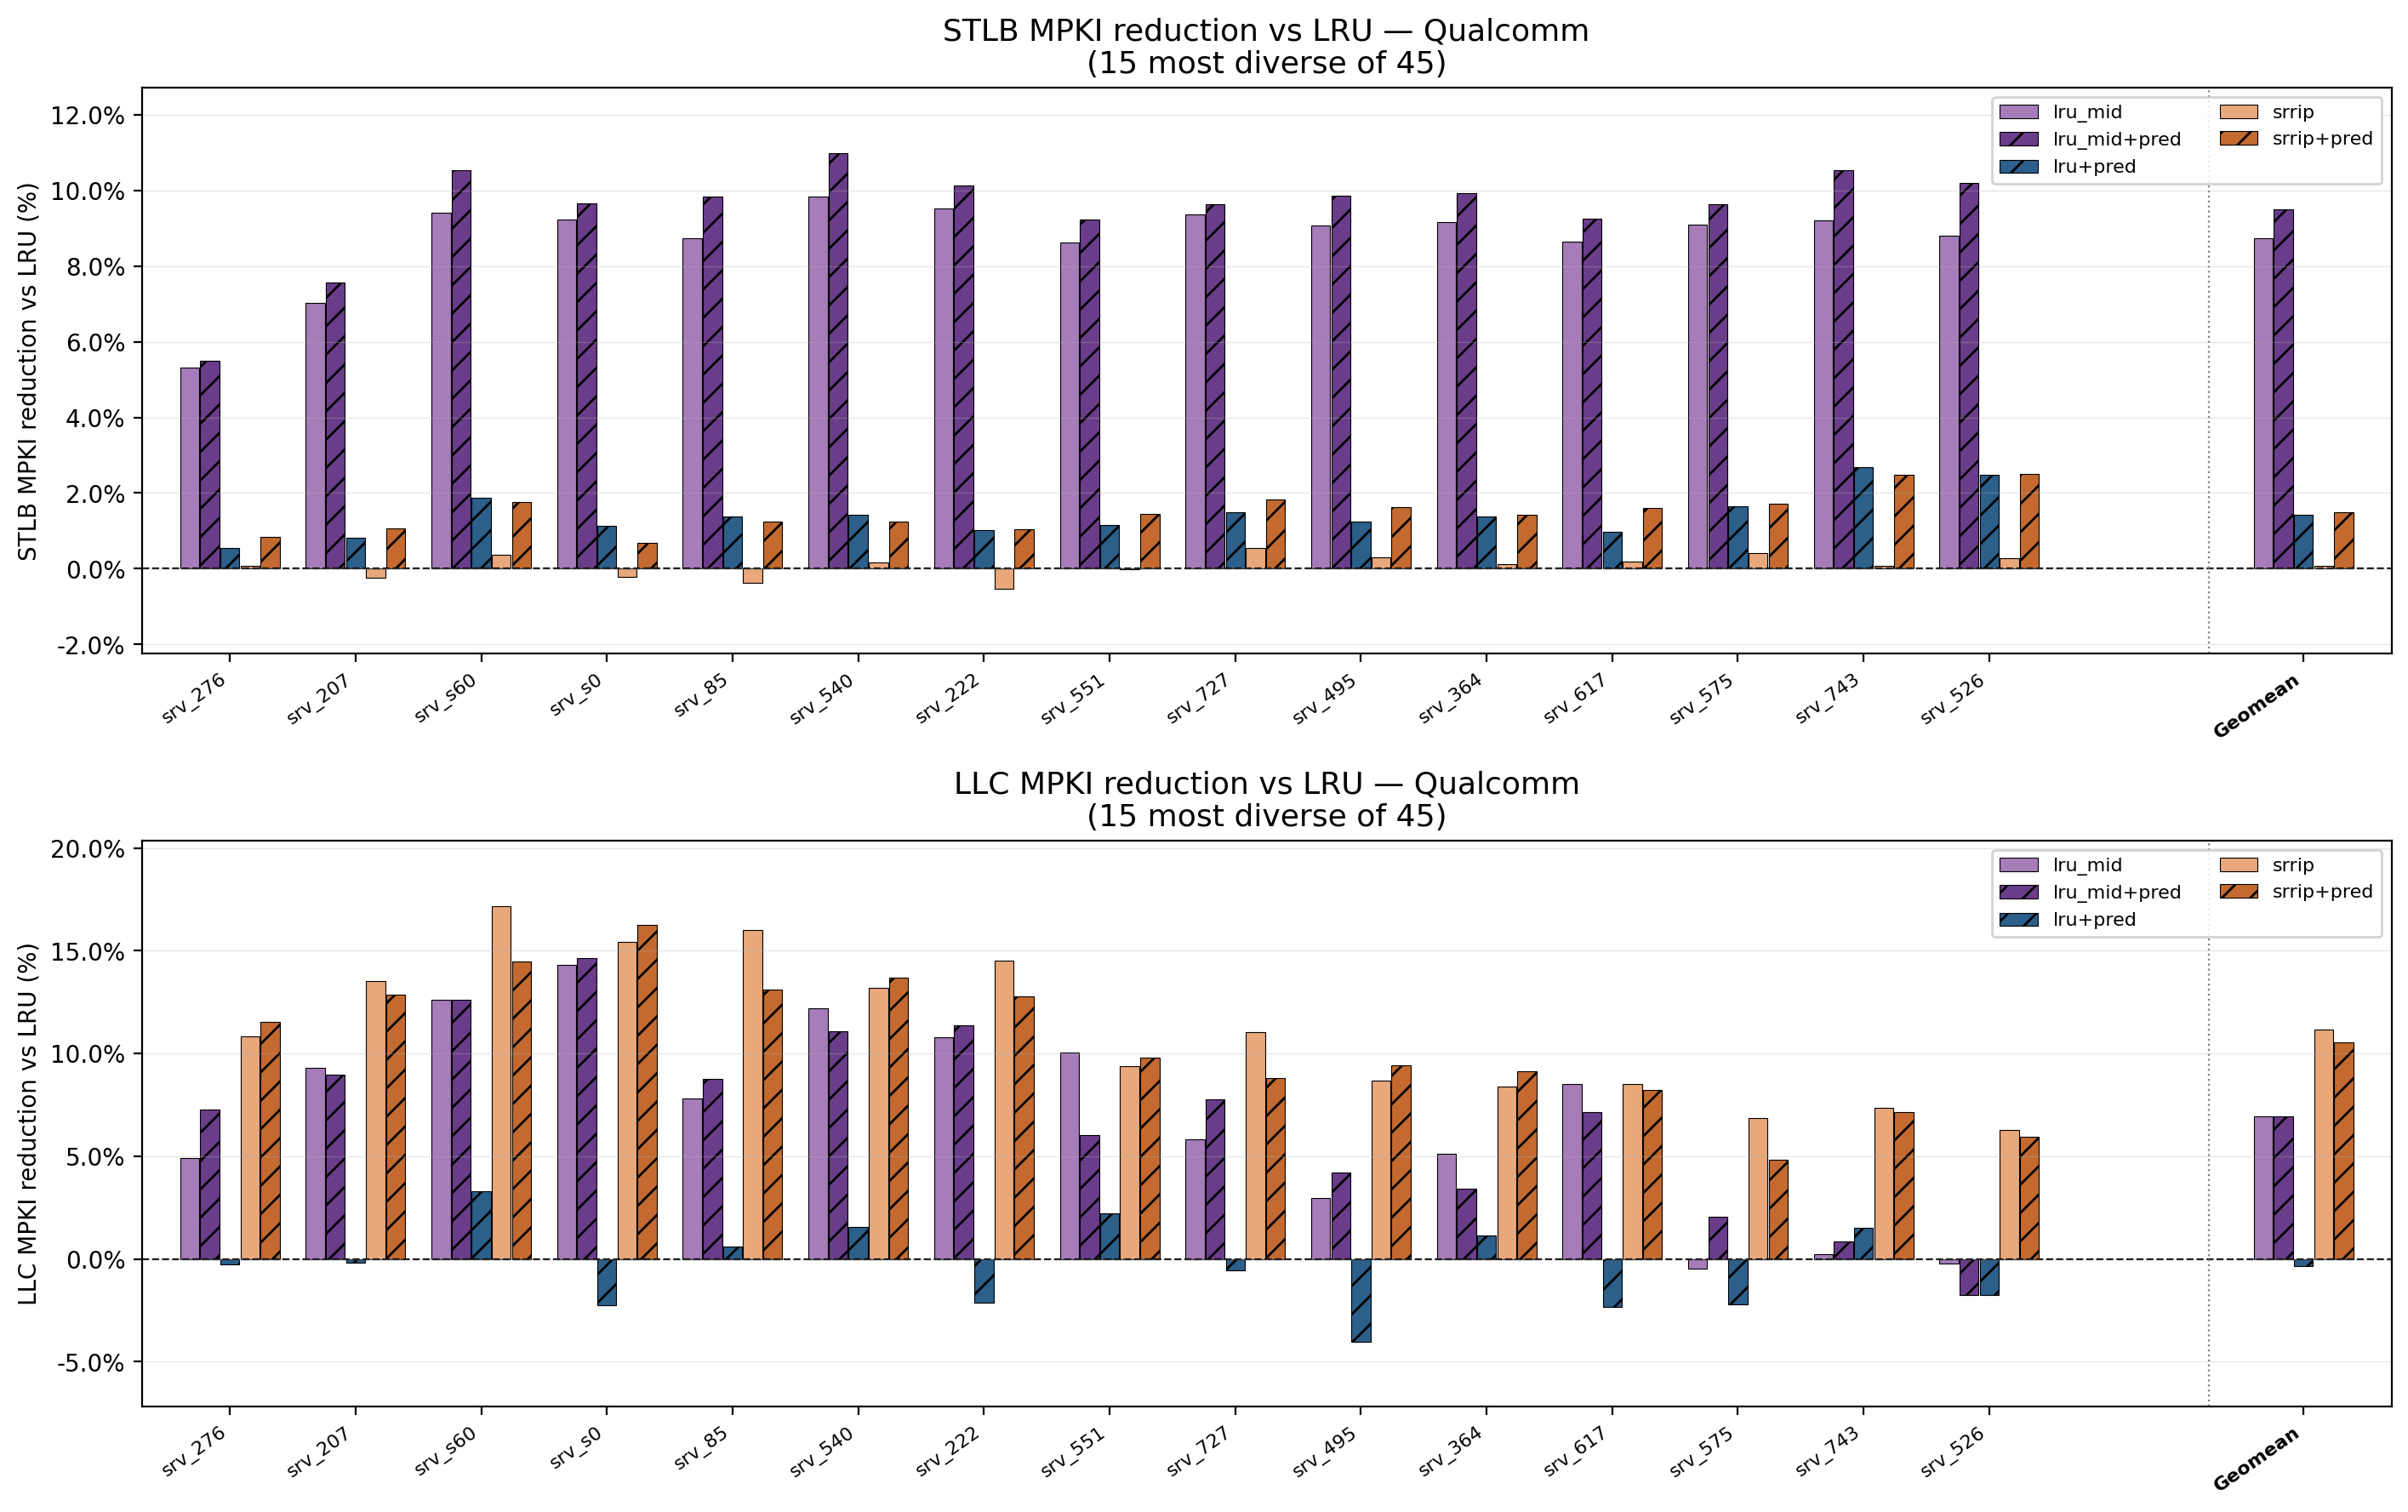 STLB MPKI reduction vs LRU — Qualcomm
(15 most diverse of 45)
STLB MPKI reduction vs LRU (%)
12.0%
10.0%
8.0%
6.0%
4.0%
2.0%
0.0%
-2.0%
lru_mid
lru_mid+pred
lru+pred
srrip
srrip+pred
srv_276
srv_207
srv_s60
srv_s0
srv_85
srv_540
srv_222
srv_551
srv_727
srv_495
srv_364
srv_617
srv_575
srv_743
srv_526
Geomean
LLC MPKI reduction vs LRU — Qualcomm
(15 most diverse of 45)
LLC MPKI reduction vs LRU (%)
20.0%
15.0%
10.0%
5.0%
0.0%
-5.0%
lru_mid
lru_mid+pred
lru+pred
srrip
srrip+pred
srv_276
srv_207
srv_s60
srv_s0
srv_85
srv_540
srv_222
srv_551
srv_727
srv_495
srv_364
srv_617
srv_575
srv_743
srv_526
Geomean